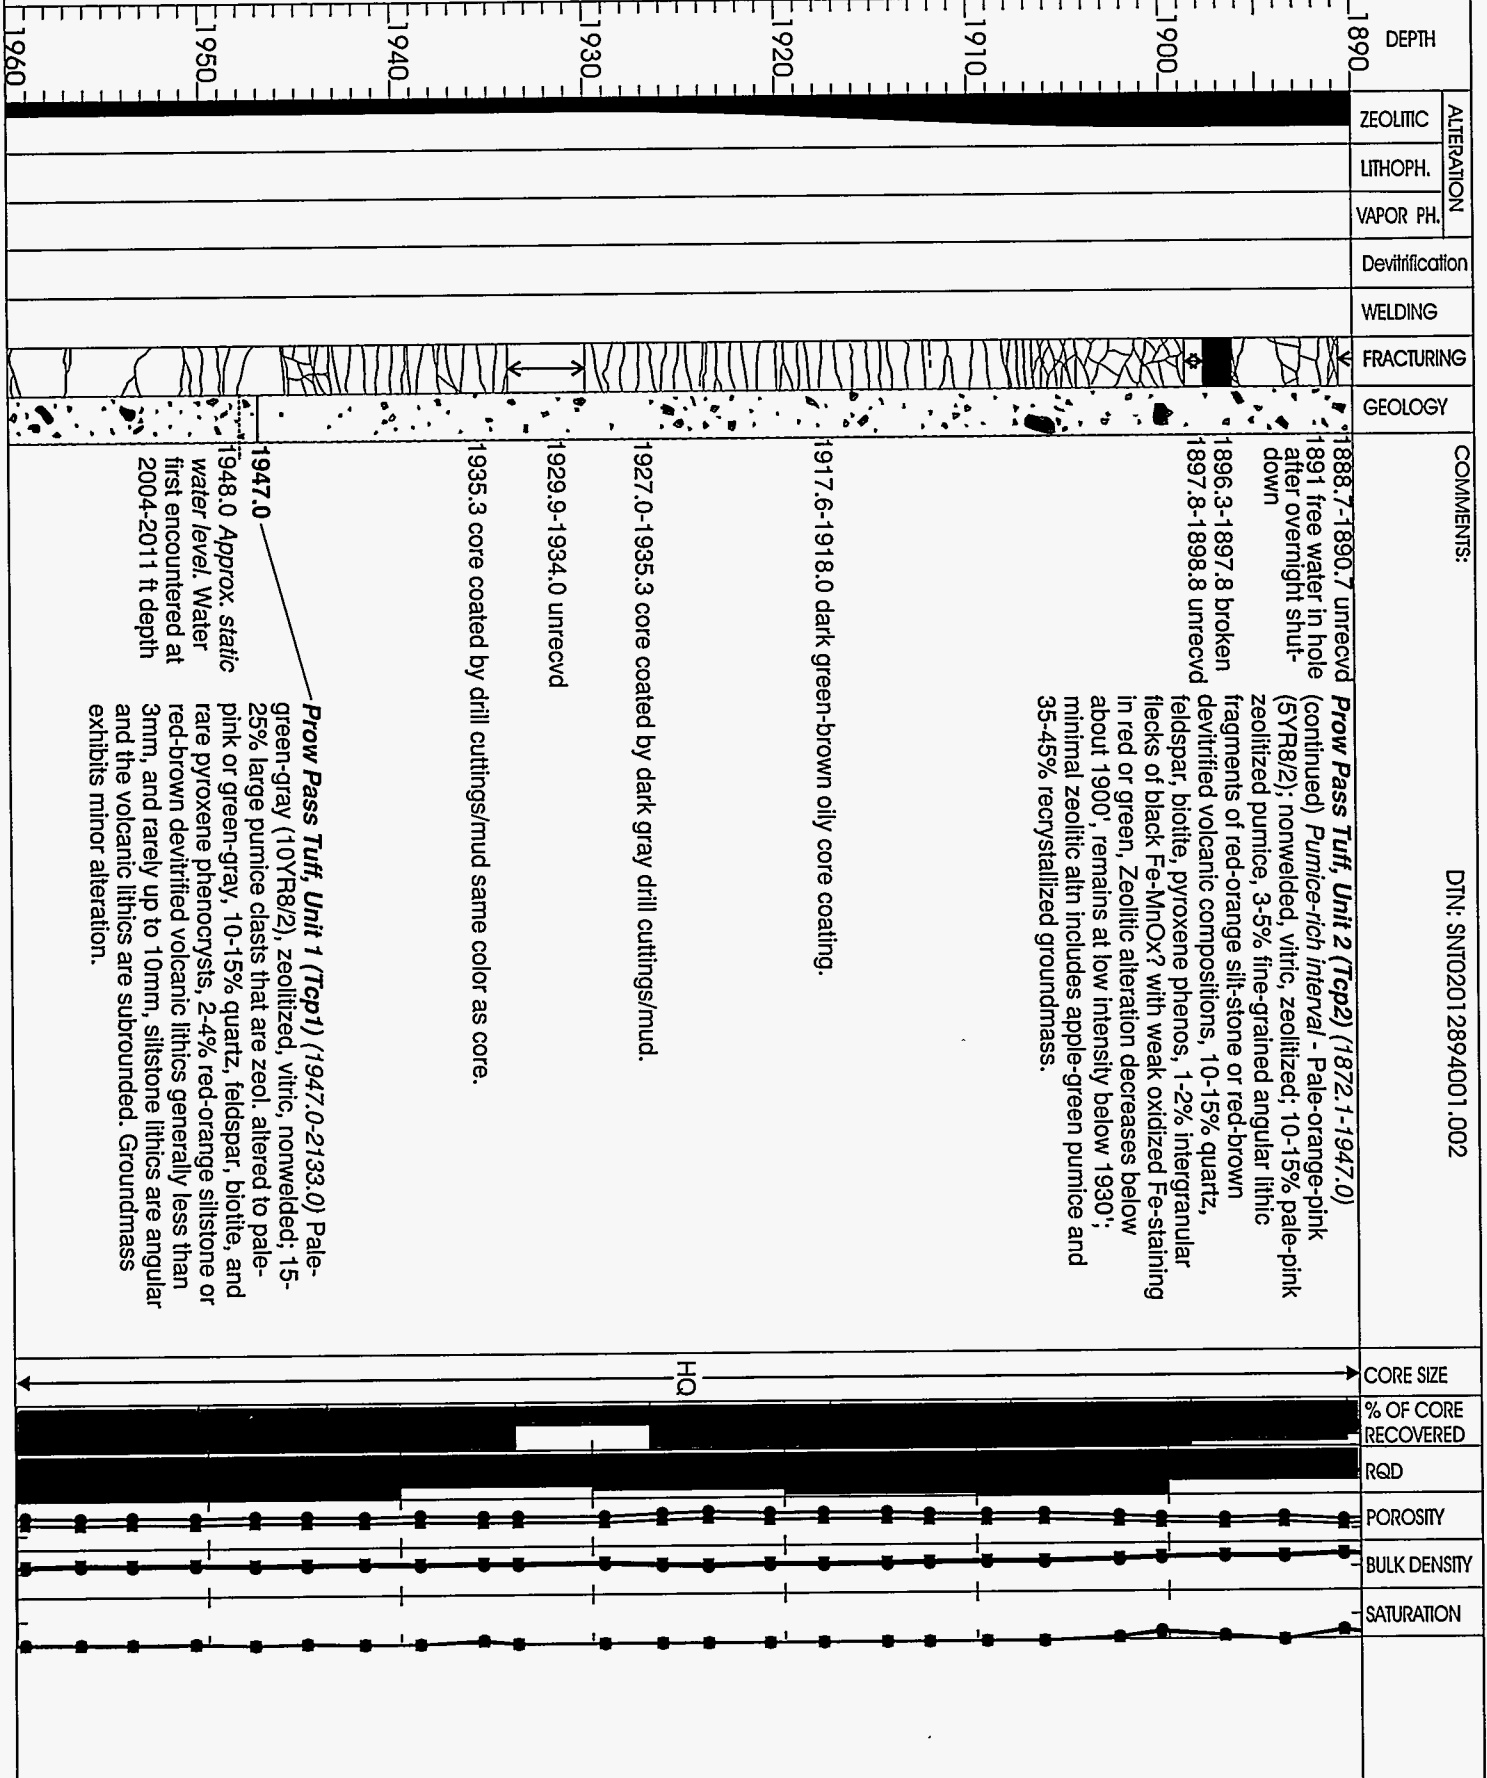 DEPTH
ALTERATION
ZEOLITIC
LITHOPH.
VAPOR PH.
Devitrification
WELDING
FRACTURING
GEOLOGY
COMMENTS:
DTN: SNT02012894001.002
CORE SIZE
% OF CORE
RECOVERED
RQD
POROSITY
BULK DENSITY
SATURATION
1890
1900
1910
1920
1930
1940
1950
1960
1888.7-1890.7 unrecvd
1891 free water in hole
after overnight shut-
down
1896.3-1897.8 broken
1897.8-1898.8 unrecvd
Prow Pass Tuff, Unit 2 (Tcp2) (1872.1-1947.0)
(continued) Pumice-rich interval - Pale-orange-pink
(5YR8/2); nonwelded, vitric, zeolitized; 10-15% pale-pink
zeolitized pumice, 3-5% fine-grained angular lithic
fragments of red-orange silt-stone or red-brown
devitrified volcanic compositions, 10-15% quartz,
feldspar, biotite, pyroxene phenos, 1-2% intergranular
flecks of black Fe-MnOx? with weak oxidized Fe-staining
in red or green, Zeolitic alteration decreases below
about 1900', remains at low intensity below 1930';
minimal zeolitic altn includes apple-green pumice and
35-45% recrystallized groundmass.
1917.6-1918.0 dark green-brown oily core coating.
1927.0-1935.3 core coated by dark gray drill cuttings/mud.
1929.9-1934.0 unrecvd
1935.3 core coated by drill cuttings/mud same color as core.
1947.0
1948.0 Approx. static
water level. Water
first encountered at
2004-2011 ft depth
Prow Pass Tuff, Unit 1 (Tcp1) (1947.0-2133.0) Pale-
green-gray (10YR8/2), zeolitized, vitric, nonwelded; 15-
25% large pumice clasts that are zeol. altered to pale-
pink or green-gray, 10-15% quartz, feldspar, biotite, and
rare pyroxene phenocrysts, 2-4% red-orange siltstone or
red-brown devitrified volcanic lithics generally less than
3mm, and rarely up to 10mm, siltstone lithics are angular
and the volcanic lithics are subrounded. Groundmass
exhibits minor alteration.
HQ